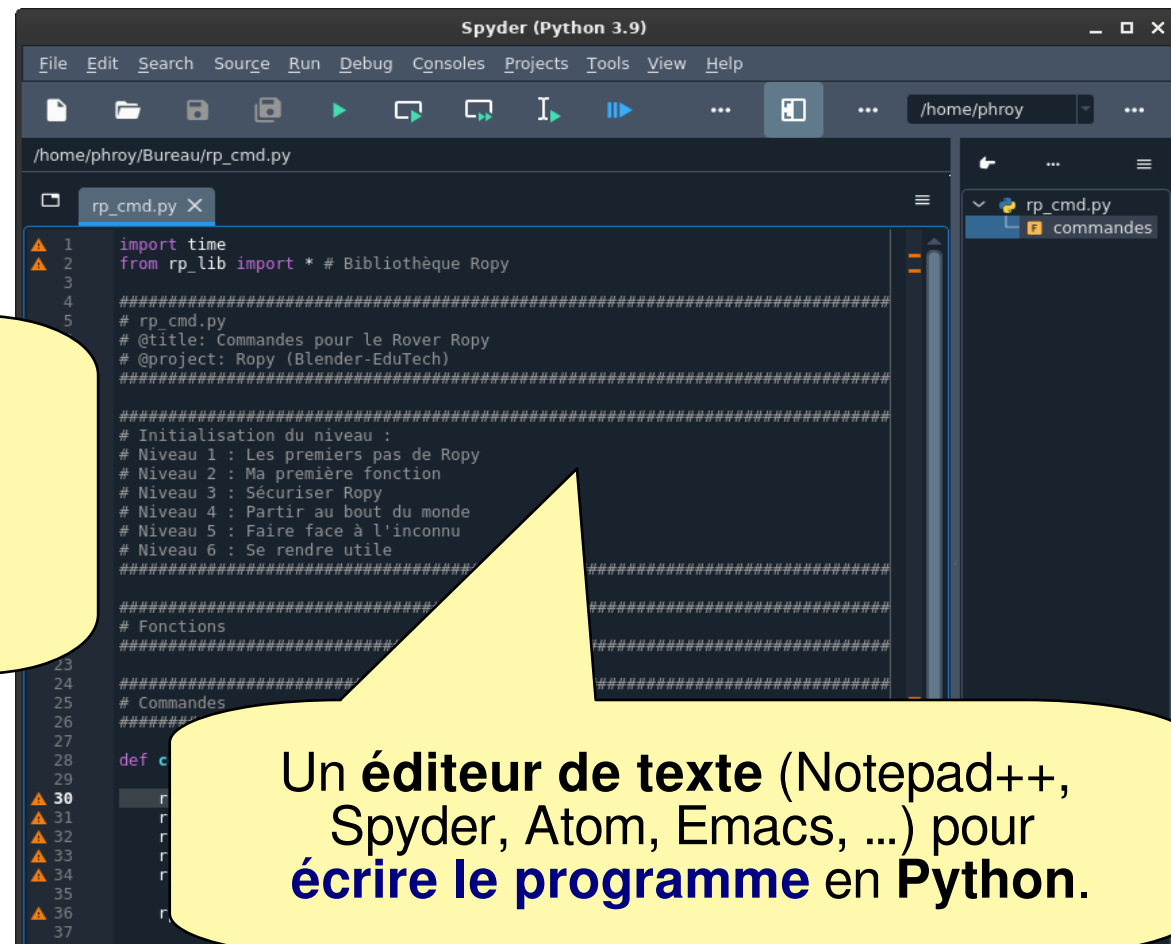 Spyder (Python 3.9)
File Edit Search Source Run Debug Consoles Projects Tools View Help
/home/phroy
/home/phroy/Bureau/rp_cmd.py
rp_cmd.py
rp_cmd.py
commandes
1 import time
2 from rp_lib import * # Bibliothèque Ropy
3
4 ##############################################################################
5 # rp_cmd.py
# @title: Commandes pour le Rover Ropy
# @project: Ropy (Blender-EduTech)
##############################################################################
##############################################################################
# Initialisation du niveau :
# Niveau 1 : Les premiers pas de Ropy
# Niveau 2 : Ma première fonction
# Niveau 3 : Sécuriser Ropy
# Niveau 4 : Partir au bout du monde
# Niveau 5 : Faire face à l'inconnu
# Niveau 6 : Se rendre utile
##############################################################################
##############################################################################
# Fonctions
##############################################################################
23
24 ##############################################################################
25 # Commandes
26 ########
27
28 def c
29
30 r
31 r
32 r
33 r
34 r
35
36 r
37
Un éditeur de texte (Notepad++,
Spyder, Atom, Emacs, ...) pour
écrire le programme en Python.